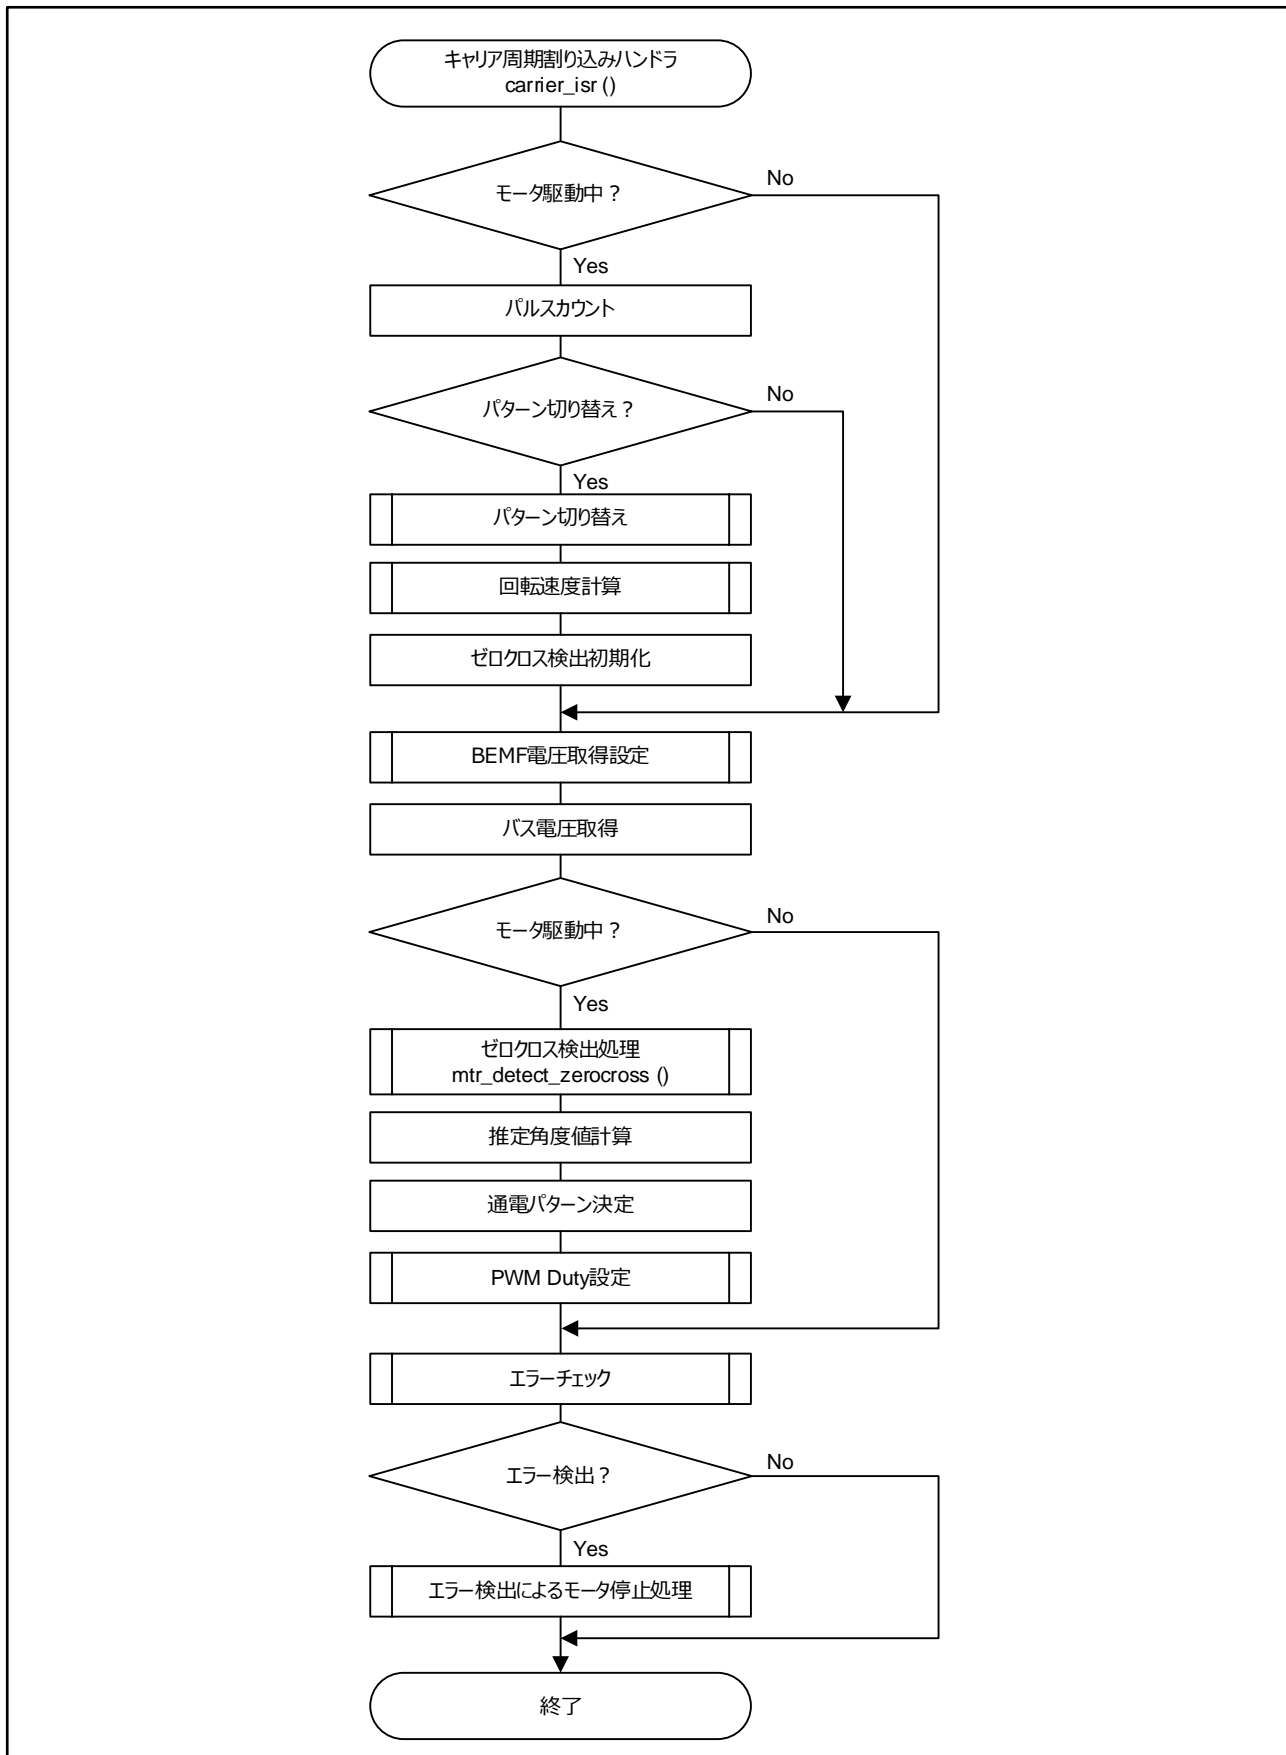 キャリア周期割り込みハンドラ
carrier_isr ()
モータ駆動中？
No
Yes
パルスカウント
パターン切り替え？
No
Yes
パターン切り替え
回転速度計算
ゼロクロス検出初期化
BEMF電圧取得設定
バス電圧取得
モータ駆動中？
No
Yes
ゼロクロス検出処理
mtr_detect_zerocross ()
推定角度値計算
通電パターン決定
PWM Duty設定
エラーチェック
エラー検出？
No
Yes
エラー検出によるモータ停止処理
終了